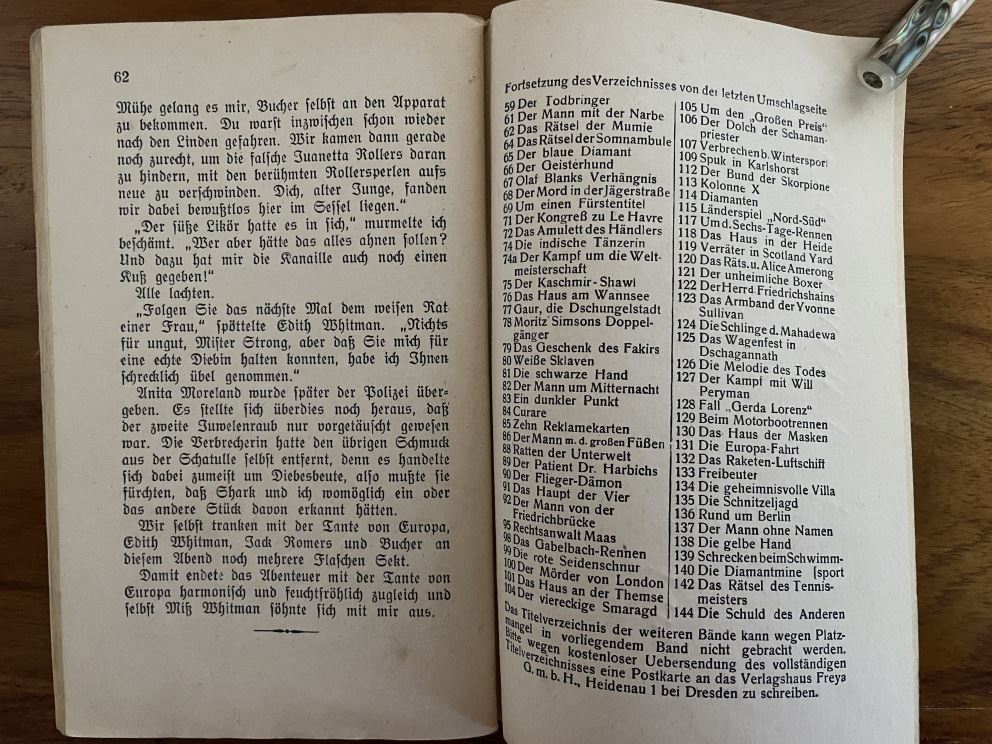 62
Mühe gelang es mir, Bucher selbst an den Apparat
zu bekommen. Du warst inzwischen schon wieder
nach den Linden gefahren. Wir kamen dann gerade
noch zurecht, um die falsche Juanetta Rollers daran
zu hindern, mit den berühmten Rollersperlen aufs
neue zu verschwinden. Dich, alter Junge, fanden
wir dabei bewußtlos hier im Sessel liegen.“
„Der süße Likör hatte es in sich,“ murmelte ich
beschämt. „Wer aber hätte das alles ahnen sollen?
Und dazu hat mir die Kanaille auch noch einen
Kuß gegeben!“
Alle lachten.
„Folgen Sie das nächste Mal dem weisen Rat
einer Frau,“ spöttelte Edith Whitman. „Nichts
für ungut, Mister Strong, aber daß Sie mich für
eine echte Diebin halten konnten, habe ich Ihnen
schrecklich übel genommen.“
Anita Moreland wurde später der Polizei über-
geben. Es stellte sich überdies noch heraus, daß
der zweite Juwelenraub nur vorgetäuscht gewesen
war. Die Verbrecherin hatte den übrigen Schmuck
aus der Schatulle selbst entfernt, denn es handelte
sich dabei zumeist um Diebesbeute, also mußte sie
fürchten, daß Shark und ich womöglich ein oder
das andere Stück davon erkannt hätten.
Wir selbst tranken mit der Tante von Europa,
Edith Whitman, Jack Romers und Bucher an
diesem Abend noch mehrere Flaschen Sekt.
Damit endete das Abenteuer mit der Tante von
Europa harmonisch und feuchtfröhlich zugleich und
selbst Miß Whitman söhnte sich mit mir aus.
Fortsetzung des Verzeichnisses von der letzten Umschlagseite
59 Der Todbringer
61 Der Mann mit der Narbe
62 Das Rätsel der Mumie
64 Das Rätsel der Somnambule
65 Der blaue Diamant
66 Der Geisterhund
67 Olaf Blanks Verhängnis
68 Der Mord in der Jägerstraße
69 Um einen Fürstentitel
71 Der Kongreß zu Le Havre
72 Das Amulett des Händlers
74 Die indische Tänzerin
74a Der Kampf um die Welt-
meisterschaft
75 Der Kaschmir-Shawl
76 Das Haus am Wannsee
77 Gaur, die Dschungelstadt
78 Moritz Simsons Doppel-
gänger
79 Das Geschenk des Fakirs
80 Weiße Sklaven
81 Die schwarze Hand
82 Der Mann um Mitternacht
83 Ein dunkler Punkt
84 Curare
85 Zehn Reklamekarten
86 Der Mann m. d. großen Füßen
88 Ratten der Unterwelt
89 Der Patient Dr. Harbichs
90 Der Flieger-Dämon
91 Das Haupt der Vier
92 Der Mann von der
Friedrichbrücke
95 Rechtsanwalt Maas
98 Das Gabelbach-Rennen
99 Die rote Seidenschnur
100 Der Mörder von London
101 Das Haus an der Themse
104 Der viereckige Smaragd
105 Um den „Großen Preis“
106 Der Dolch der Schaman-
priester
107 Verbrechen b. Wintersport
109 Spuk in Karlshorst
112 Der Bund der Skorpione
113 Kolonne X
114 Diamanten
115 Länderspiel „Nord-Süd“
117 Um d. Sechs-Tage-Rennen
118 Das Haus in der Heide
119 Verräter in Scotland Yard
120 Das Räts. u. Alice Amerong
121 Der unheimliche Boxer
122 Der Herr d. Friedrichshains
123 Das Armband der Yvonne
Sullivan
124 Die Schlinge d. Mahadewa
125 Das Wagenfest in
Dschagannath
126 Die Melodie des Todes
127 Der Kampf mit Will
Peryman
128 Fall „Gerda Lorenz“
129 Beim Motorbootrennen
130 Das Haus der Masken
131 Die Europa-Fahrt
132 Das Raketen-Luftschiff
133 Freibeuter
134 Die geheimnisvolle Villa
135 Die Schnitzeljagd
136 Rund um Berlin
137 Der Mann ohne Namen
138 Die gelbe Hand
139 Schrecken beim Schwimm-
140 Die Diamantmine [sport
142 Das Rätsel des Tennis-
meisters
144 Die Schuld des Anderen
Das Titelverzeichnis der weiteren Bände kann wegen Platz-
mangel in vorliegendem Band nicht gebracht werden.
Bitte wegen kostenloser Uebersendung des vollständigen
Titelverzeichnisses eine Postkarte an das Verlagshaus Freya
G. m. b. H., Heidenau 1 bei Dresden zu schreiben.